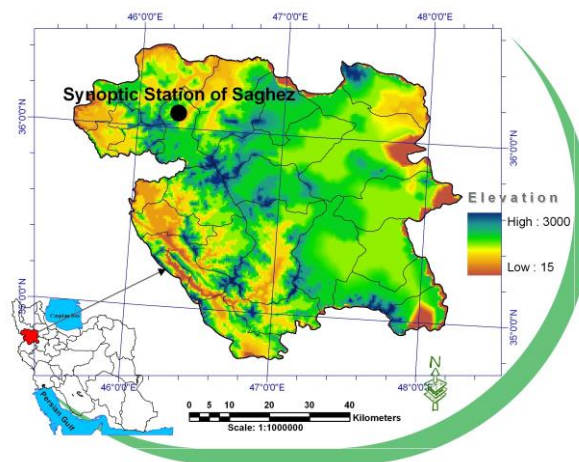 46°0'0"E 47°0'0"E 48°0'0"E
Synoptic Station of Saghez
36°0'0"N
36°0'0"N
Elevation
High : 3000
Low : 15
35°0'0"N
35°0'0"N
Caspian Sea
46°0'0"E 47°0'0"E 48°0'0"E
Persian Gulf
N
0 5 10 20 30 40
Kilometers
Scale: 1:1000000